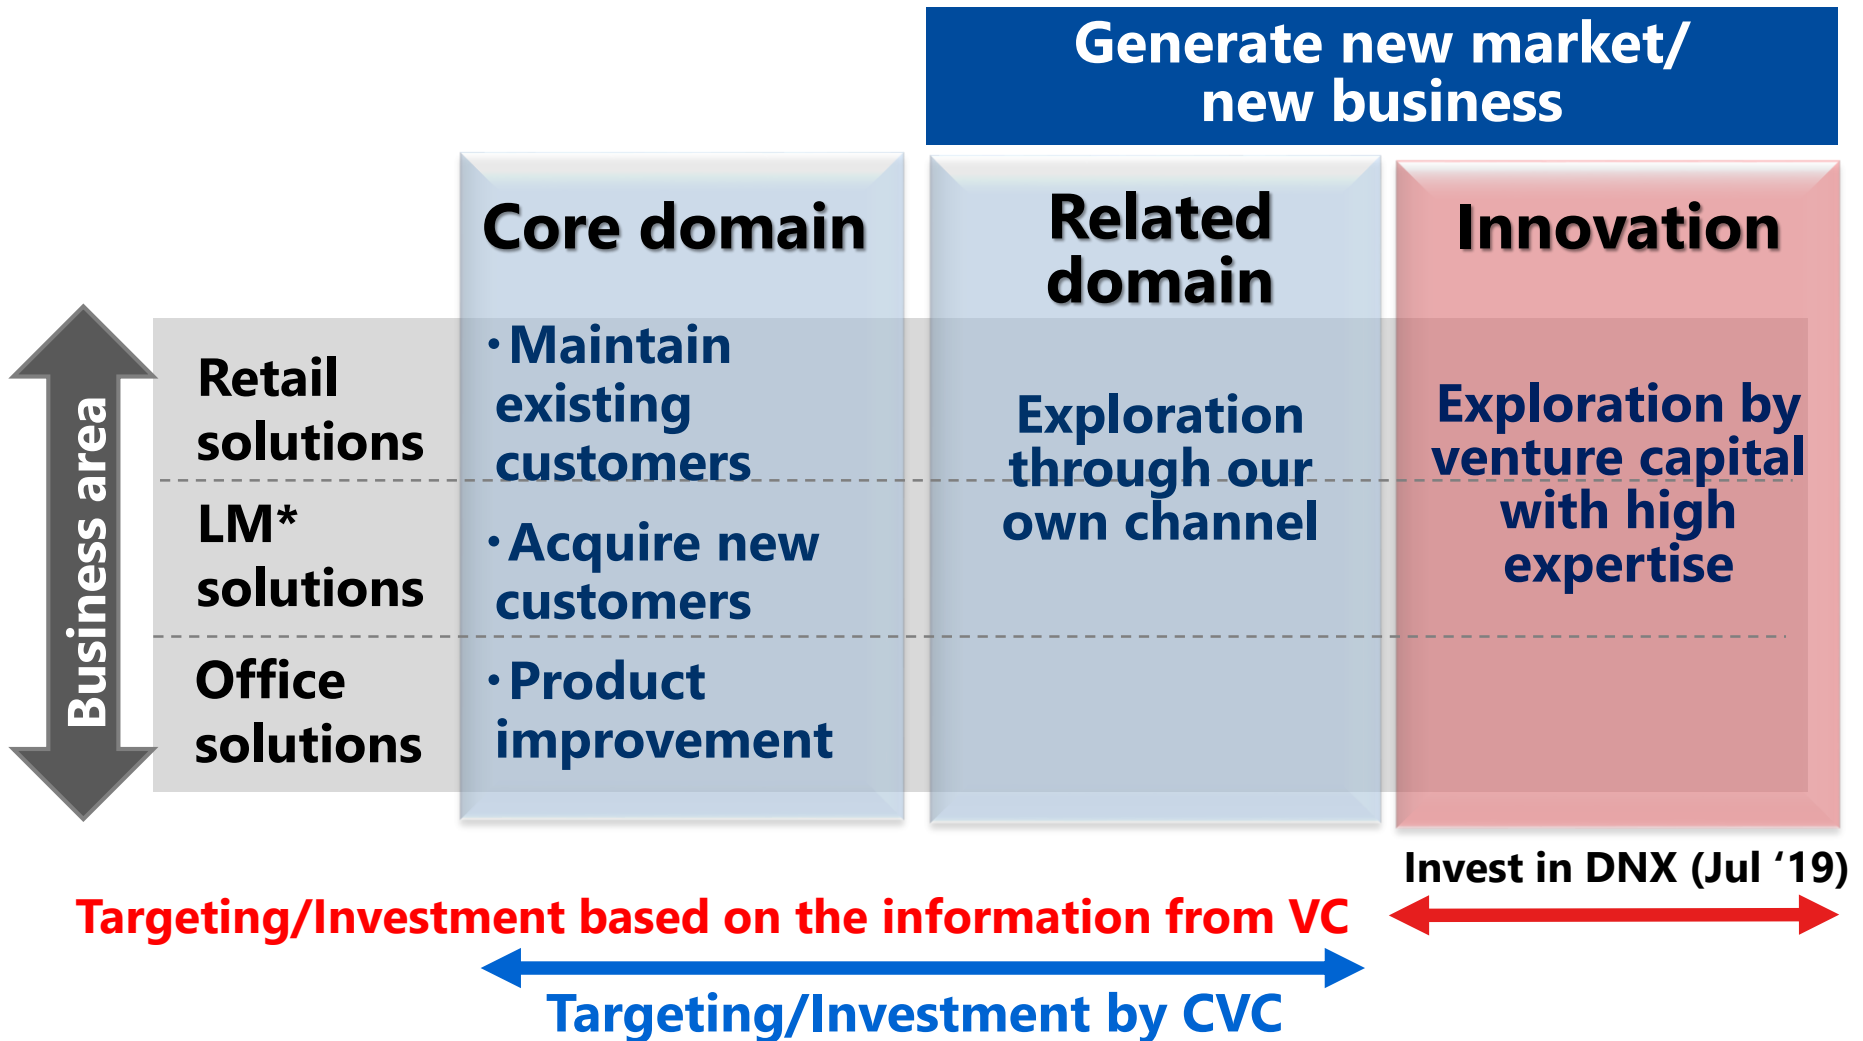 Generate new market/
new business
Core domain
Related
domain
Innovation
Business area
Retail
solutions
LM*
solutions
Office
solutions
・Maintain
existing
customers
・Acquire new
customers
・Product
improvement
Exploration
through our
own channel
Exploration by
venture capital
with high
expertise
Invest in DNX (Jul ‘19)
Targeting/Investment based on the information from VC
Targeting/Investment by CVC